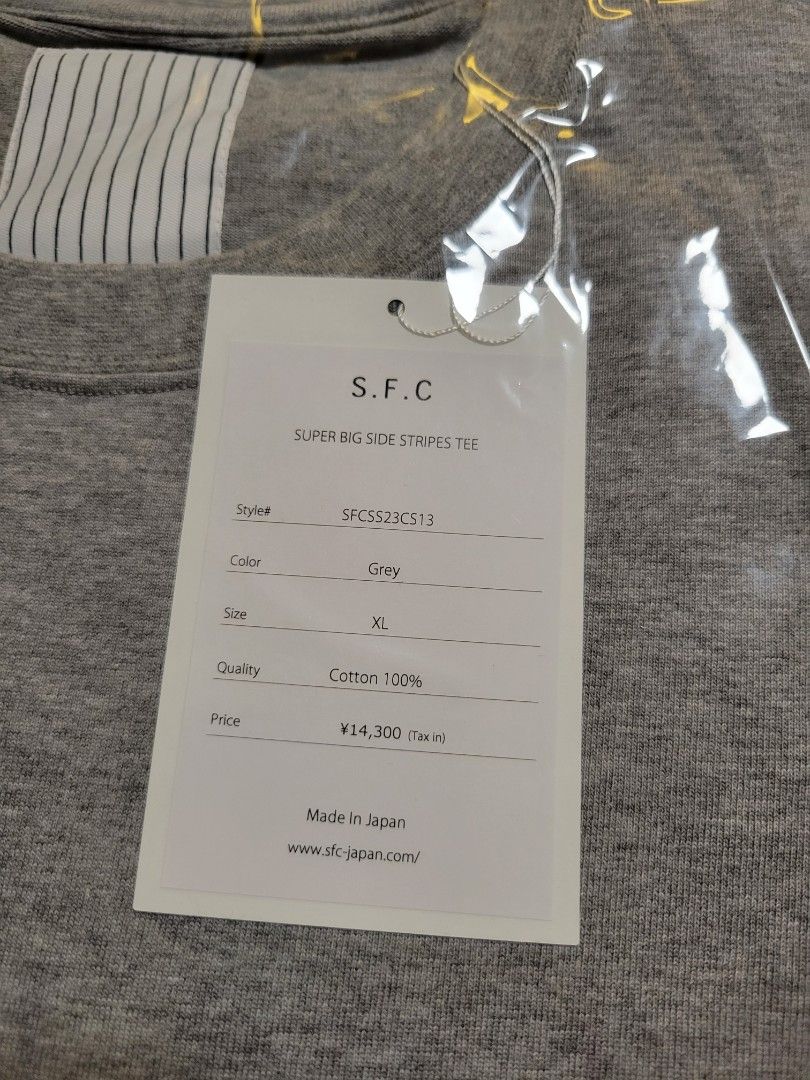 S.F.C
SUPER BIG SIDE STRIPES TEE
Style# SFCSS23CS13
Color Grey
Size XL
Quality Cotton 100%
Price ¥14,300 (Tax in)
Made In Japan
www.sfc-japan.com/